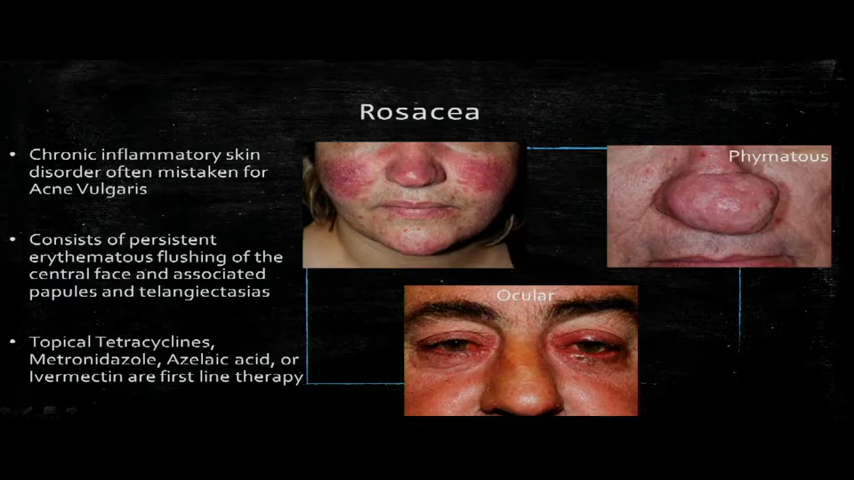 Rosacea
• Chronic inflammatory skin
disorder often mistaken for
Acne Vulgaris
• Consists of persistent
erythematous flushing of the
central face and associated
papules and telangiectasias
• Topical Tetracyclines,
Metronidazole, Azelaic acid, or
Ivermectin are first line therapy
Phymatous
Ocular